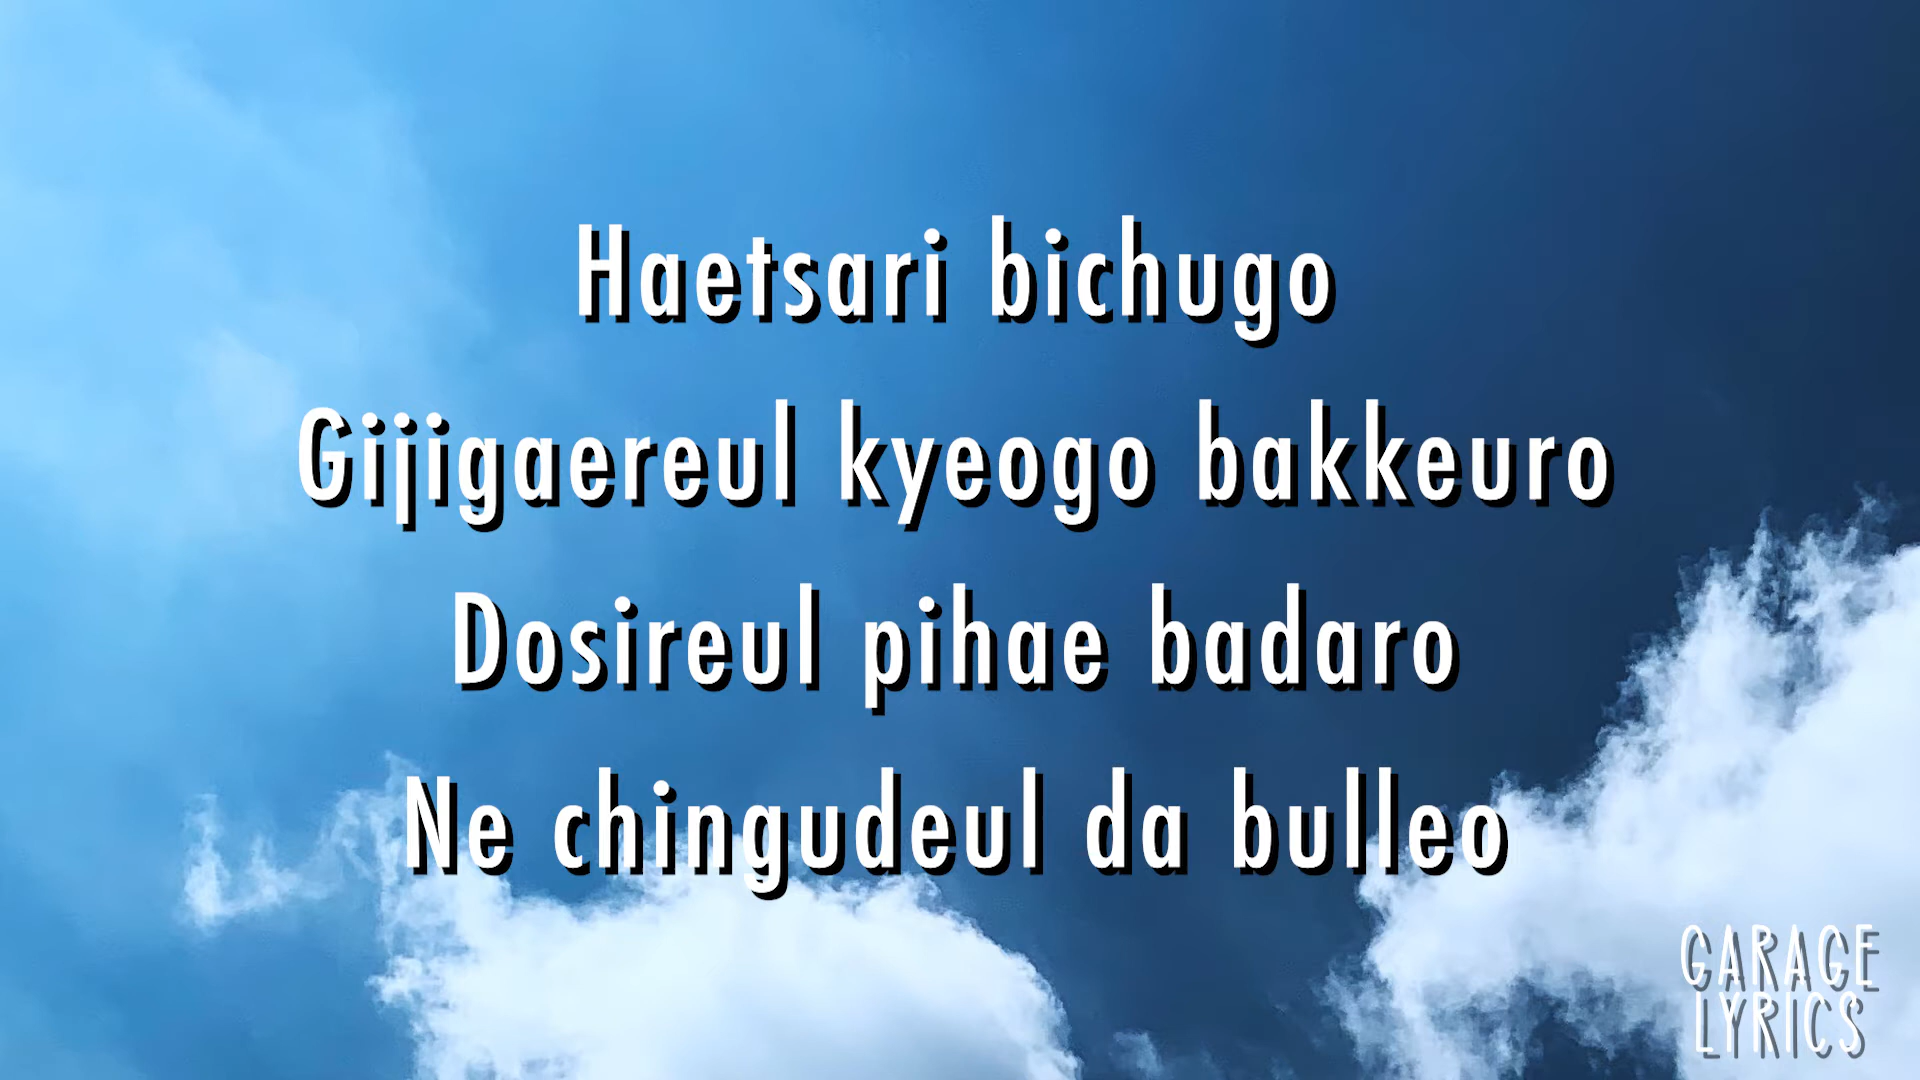 Haetsari bichugo
Gijigaereul kyeogo bakkeuro
Dosireul pihae badaro
Ne chingudeul da bulleo
GARAGE
LYRICS